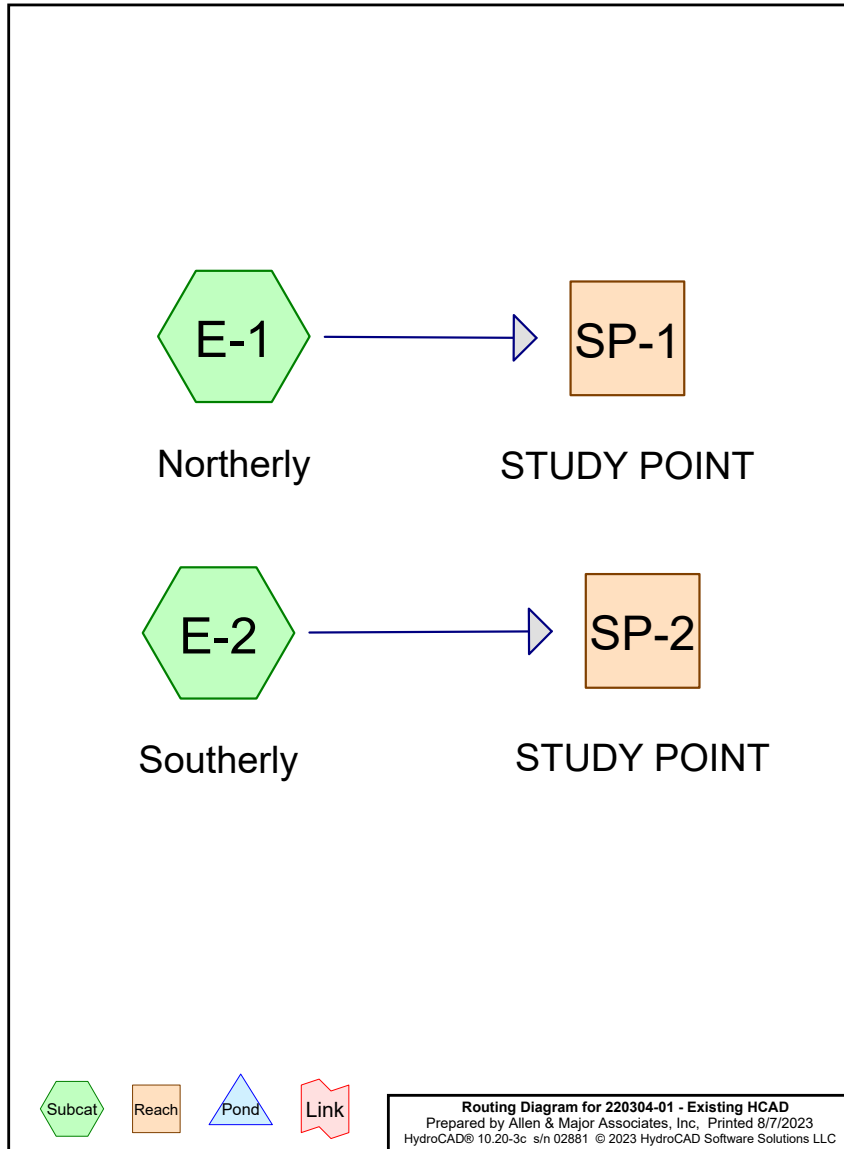 E-1
SP-1
Northerly
STUDY POINT
E-2
SP-2
Southerly
STUDY POINT
Subcat
Reach
Pond
Link
Routing Diagram for 220304-01 - Existing HCAD
Prepared by Allen & Major Associates, Inc, Printed 8/7/2023
HydroCAD® 10.20-3c s/n 02881 © 2023 HydroCAD Software Solutions LLC